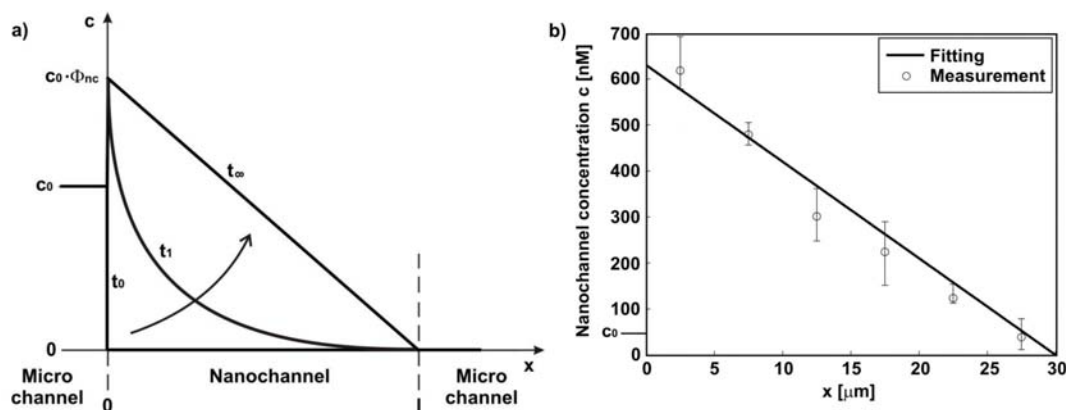 a)
c
c₀·Φnc
c₀
t∞
t₁
t₀
0
x
Micro
channel
Nanochannel
Micro
channel
0
b)
Nanochannel concentration c [nM]
700
600
500
400
300
200
100
c₀
0
Fitting
Measurement
0
5
10
15
20
25
30
x [μm]